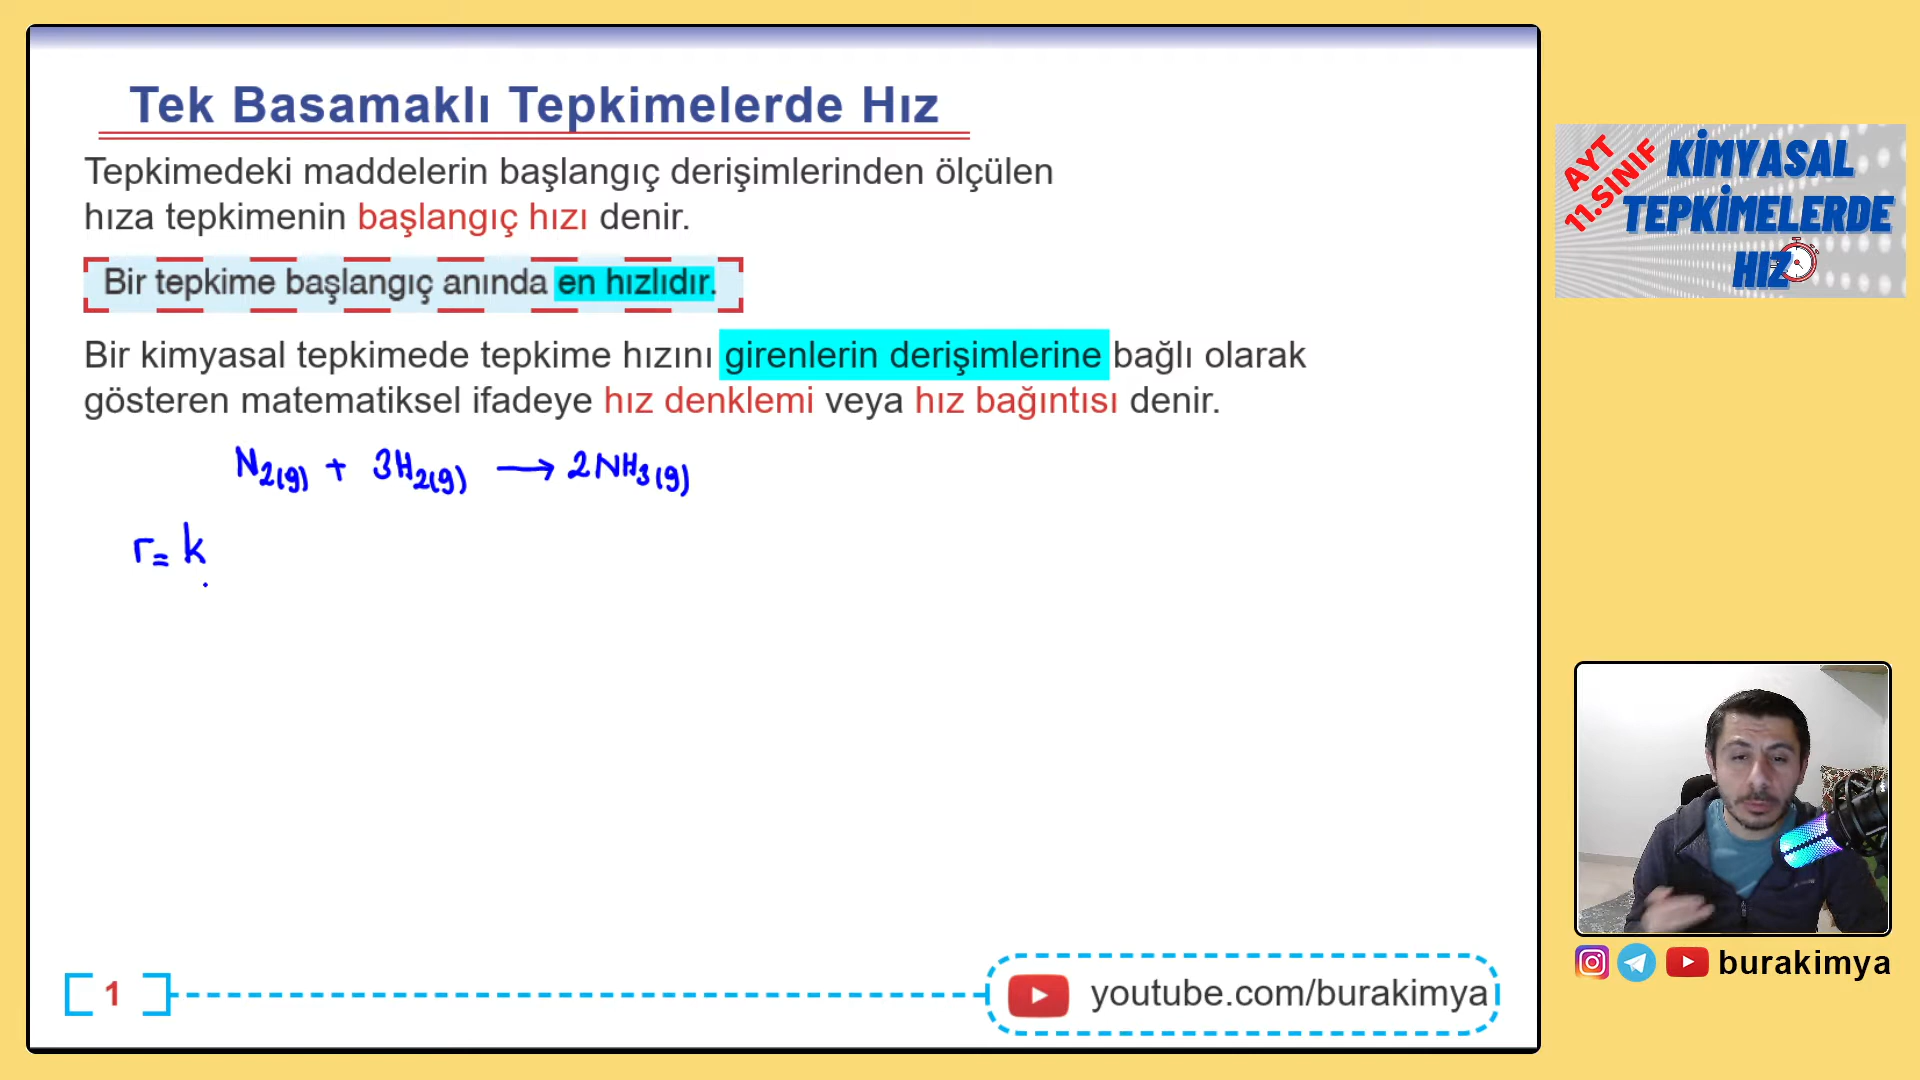 Tek Basamaklı Tepkimelerde Hız
Tepkimedeki maddelerin başlangıç derişimlerinden ölçülen
hıza tepkimenin başlangıç hızı denir.
Bir tepkime başlangıç anında en hızlıdır.
Bir kimyasal tepkimede tepkime hızını girenlerin derişimlerine bağlı olarak
gösteren matematiksel ifadeye hız denklemi veya hız bağıntısı denir.
N2(g) + 3H2(g) → 2NH3(g)
r = k
1
youtube.com/burakimya
AYT
11.SINIF
KİMYASAL
TEPKİMELERDE
HIZ
burakimya